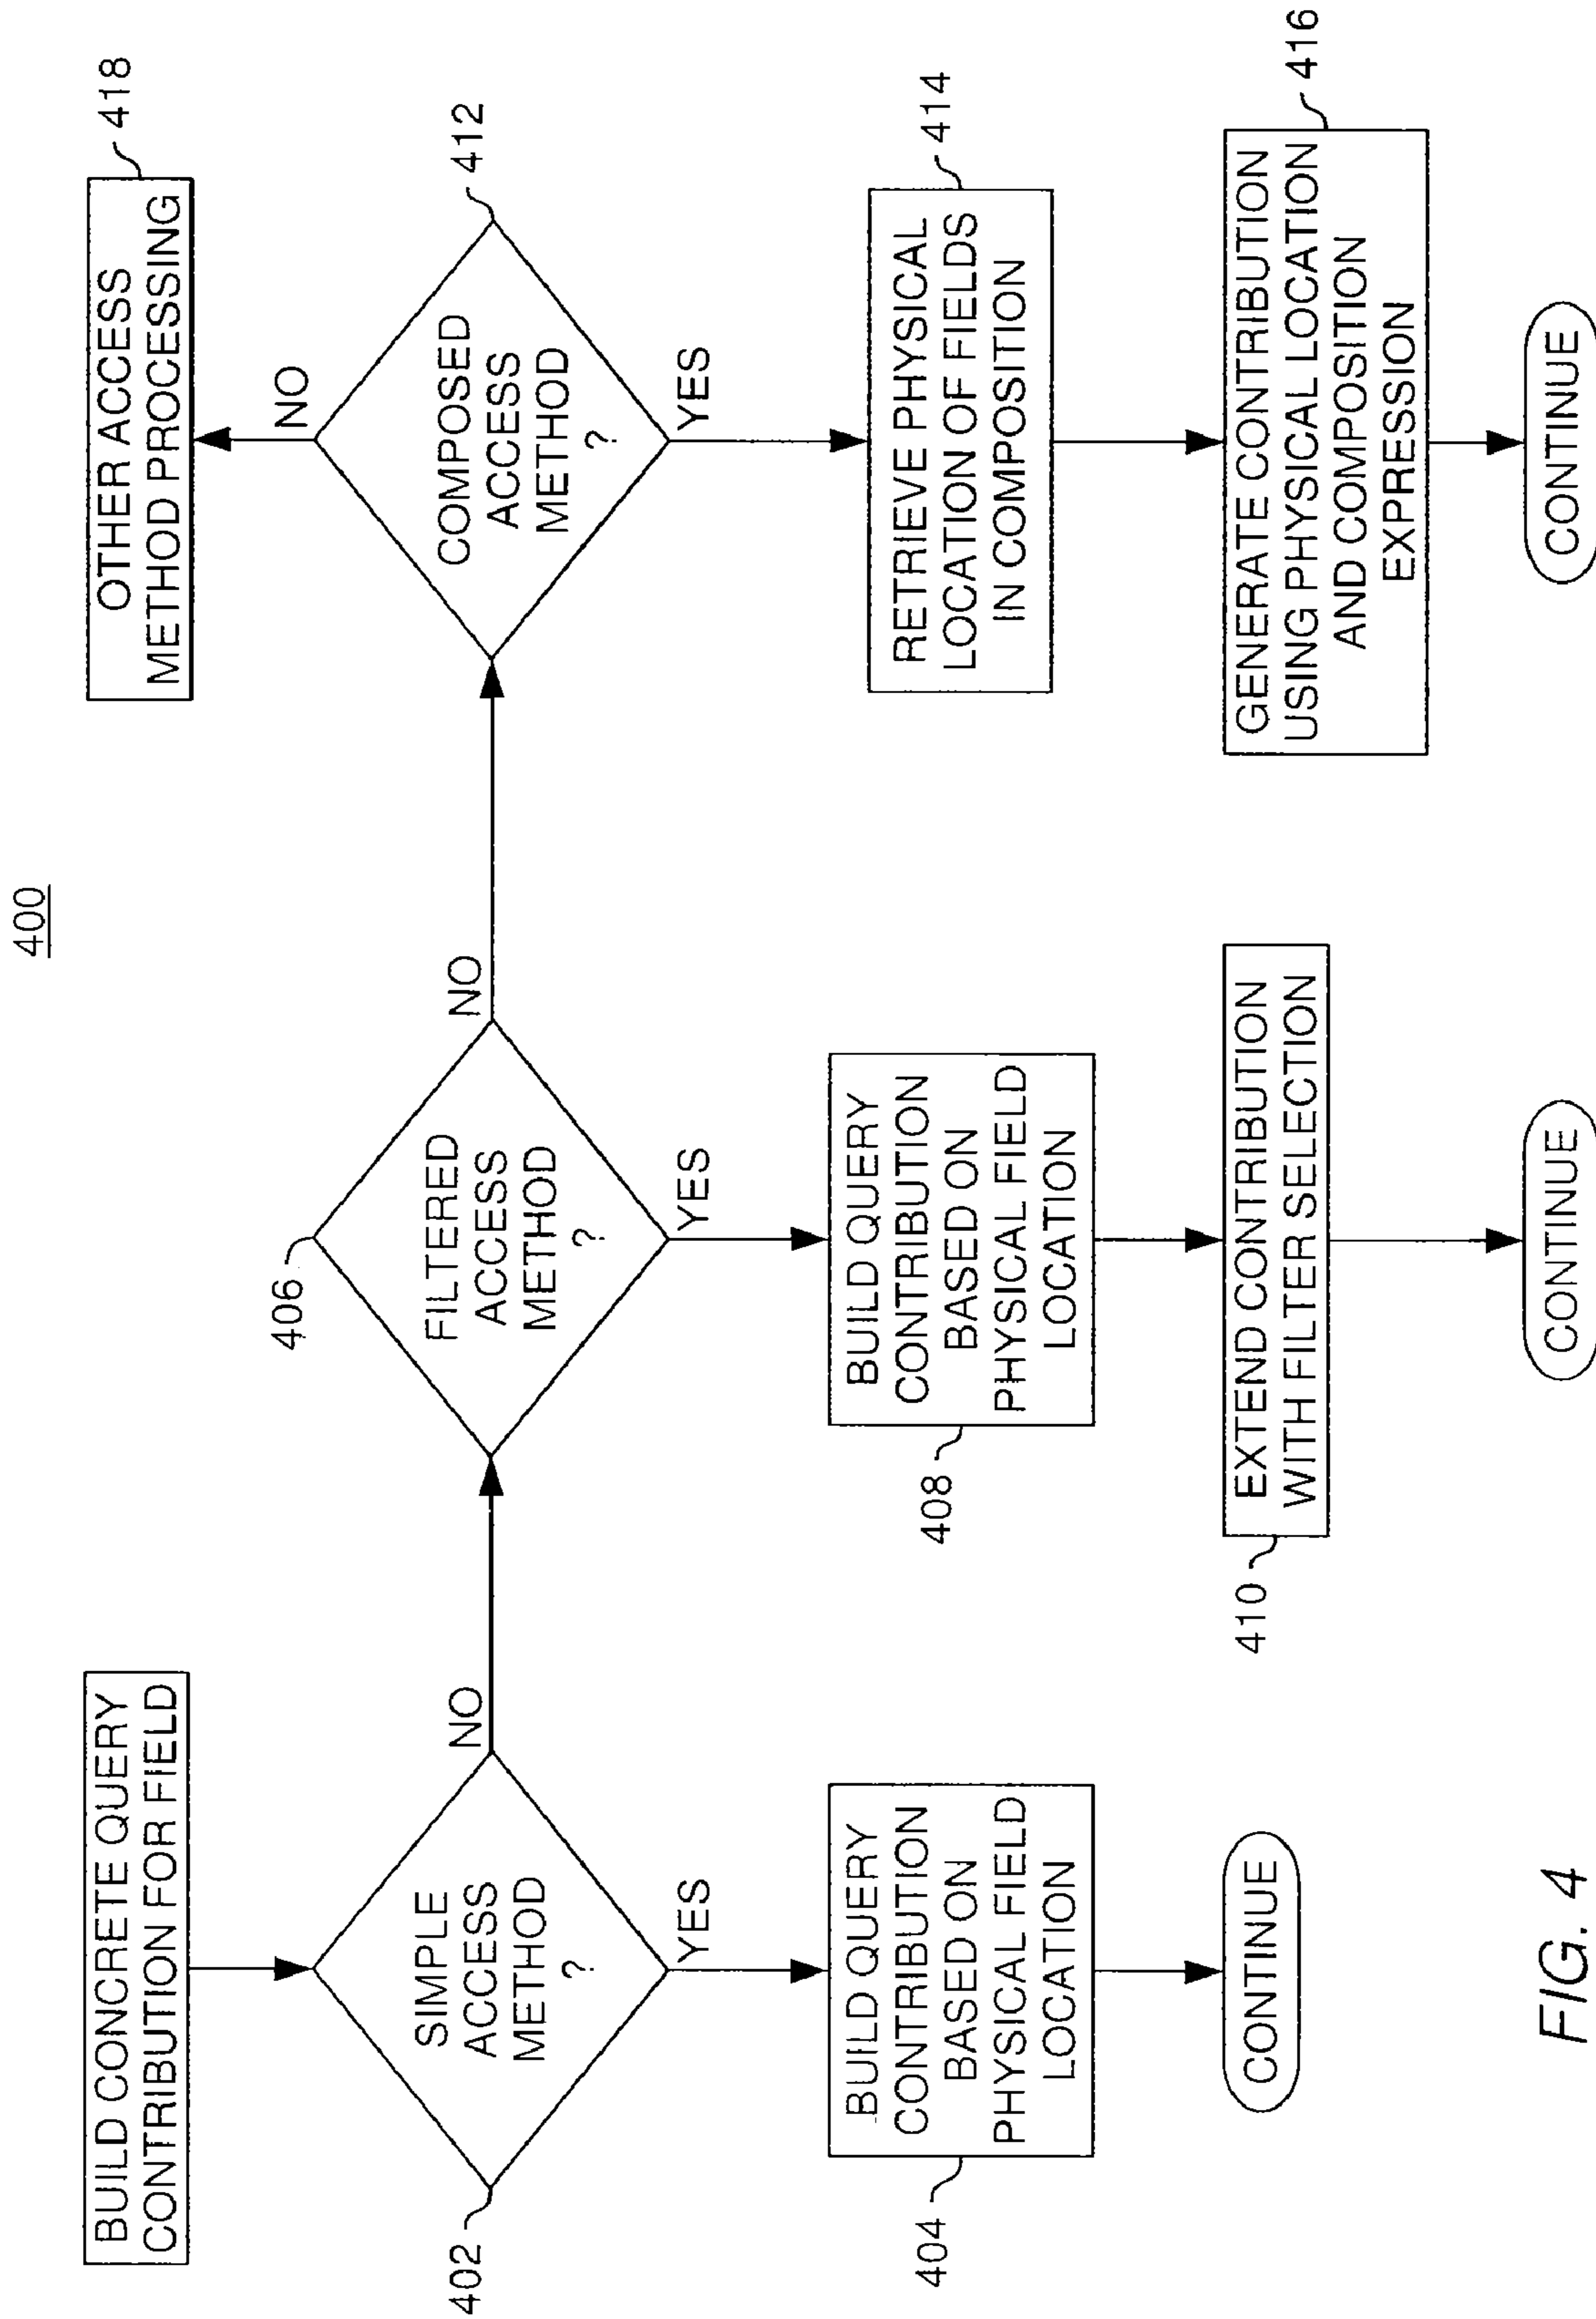 400
BUILD CONCRETE QUERY
CONTRIBUTION FOR FIELD
402
SIMPLE
ACCESS
METHOD
?
NO
YES
404
BUILD QUERY
CONTRIBUTION
BASED ON
PHYSICAL FIELD
LOCATION
CONTINUE
406
FILTERED
ACCESS
METHOD
?
NO
YES
408
BUILD QUERY
CONTRIBUTION
BASED ON
PHYSICAL FIELD
LOCATION
410
EXTEND CONTRIBUTION
WITH FILTER SELECTION
CONTINUE
OTHER ACCESS
METHOD PROCESSING
418
NO
COMPOSED
ACCESS
METHOD
?
412
YES
RETRIEVE PHYSICAL
LOCATION OF FIELDS
IN COMPOSITION
414
GENERATE CONTRIBUTION
USING PHYSICAL LOCATION
AND COMPOSITION
EXPRESSION
416
CONTINUE
FIG. 4